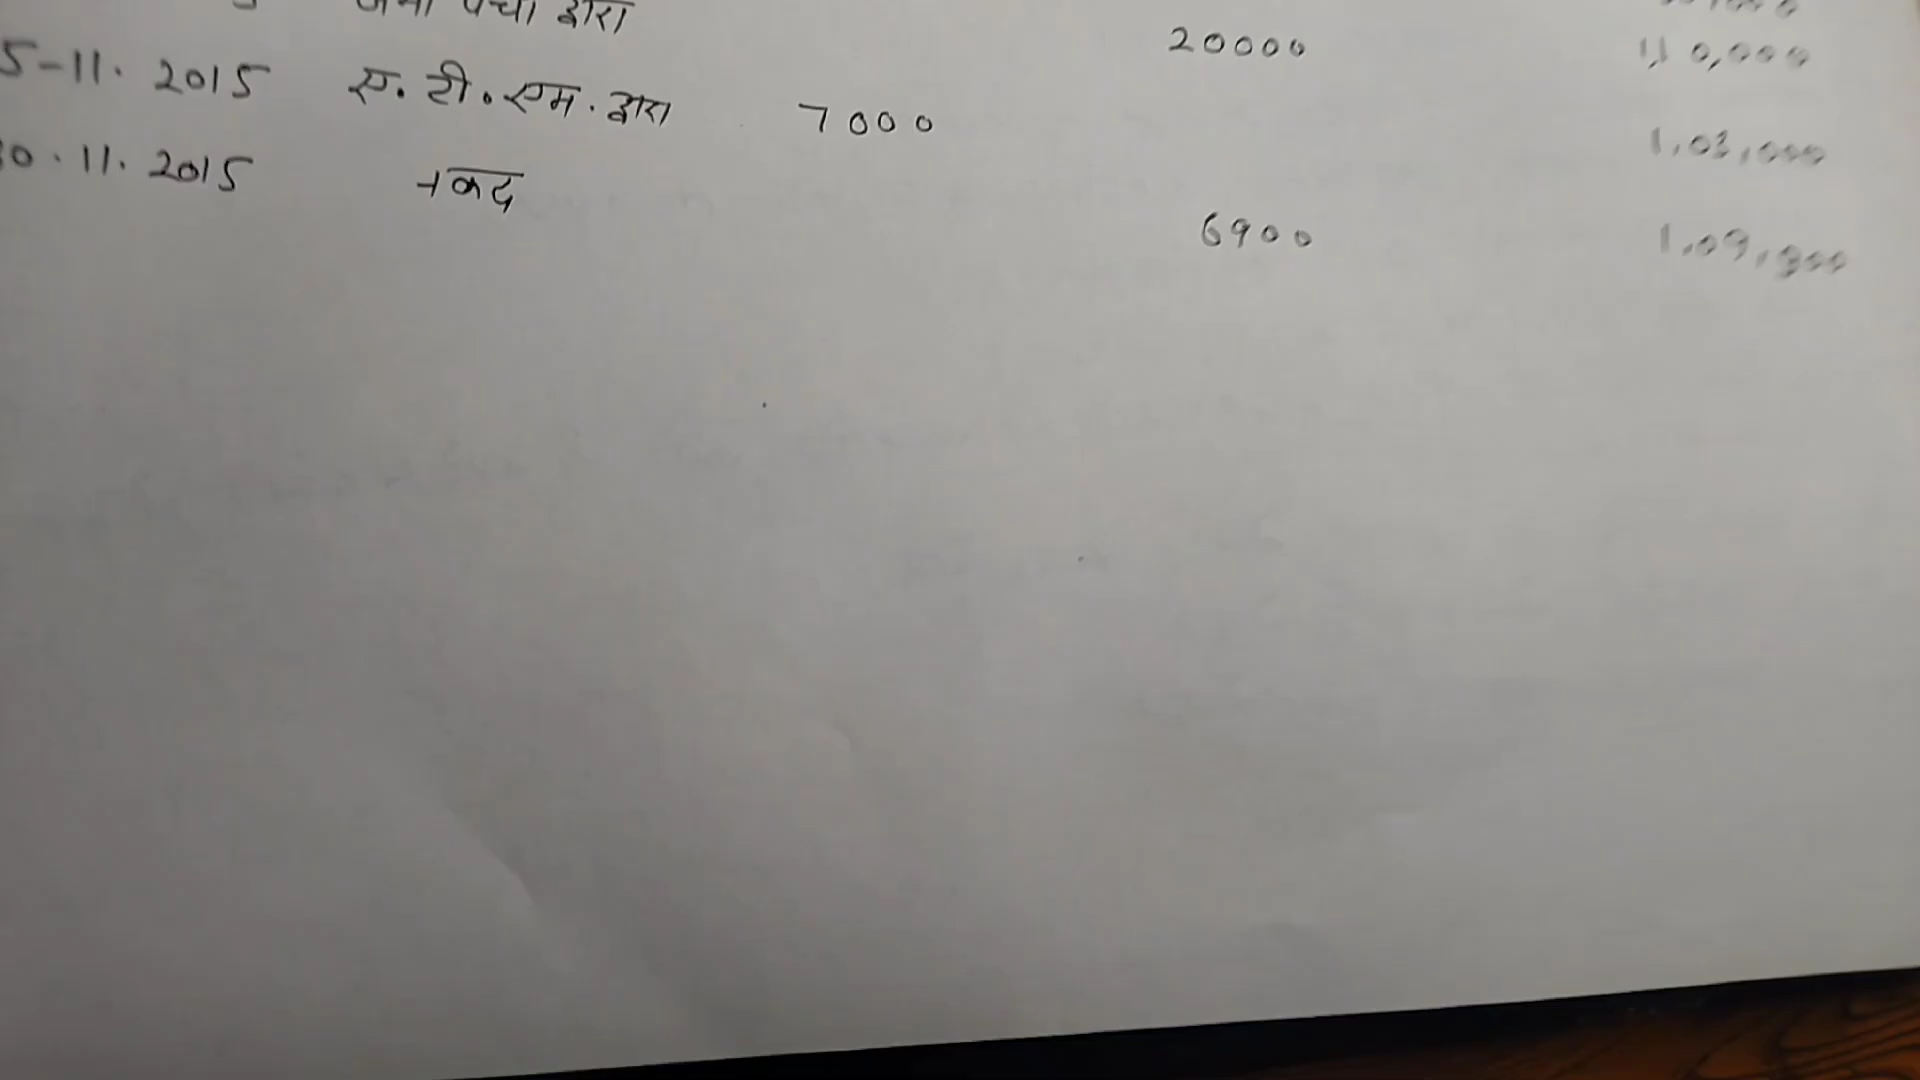 जमा पर्ची द्वारा 20000 1,10,000
5-11. 2015 ए. टी. एम. द्वारा 7000 1,03,000
30.11.2015 नकद 6900 1,09,900